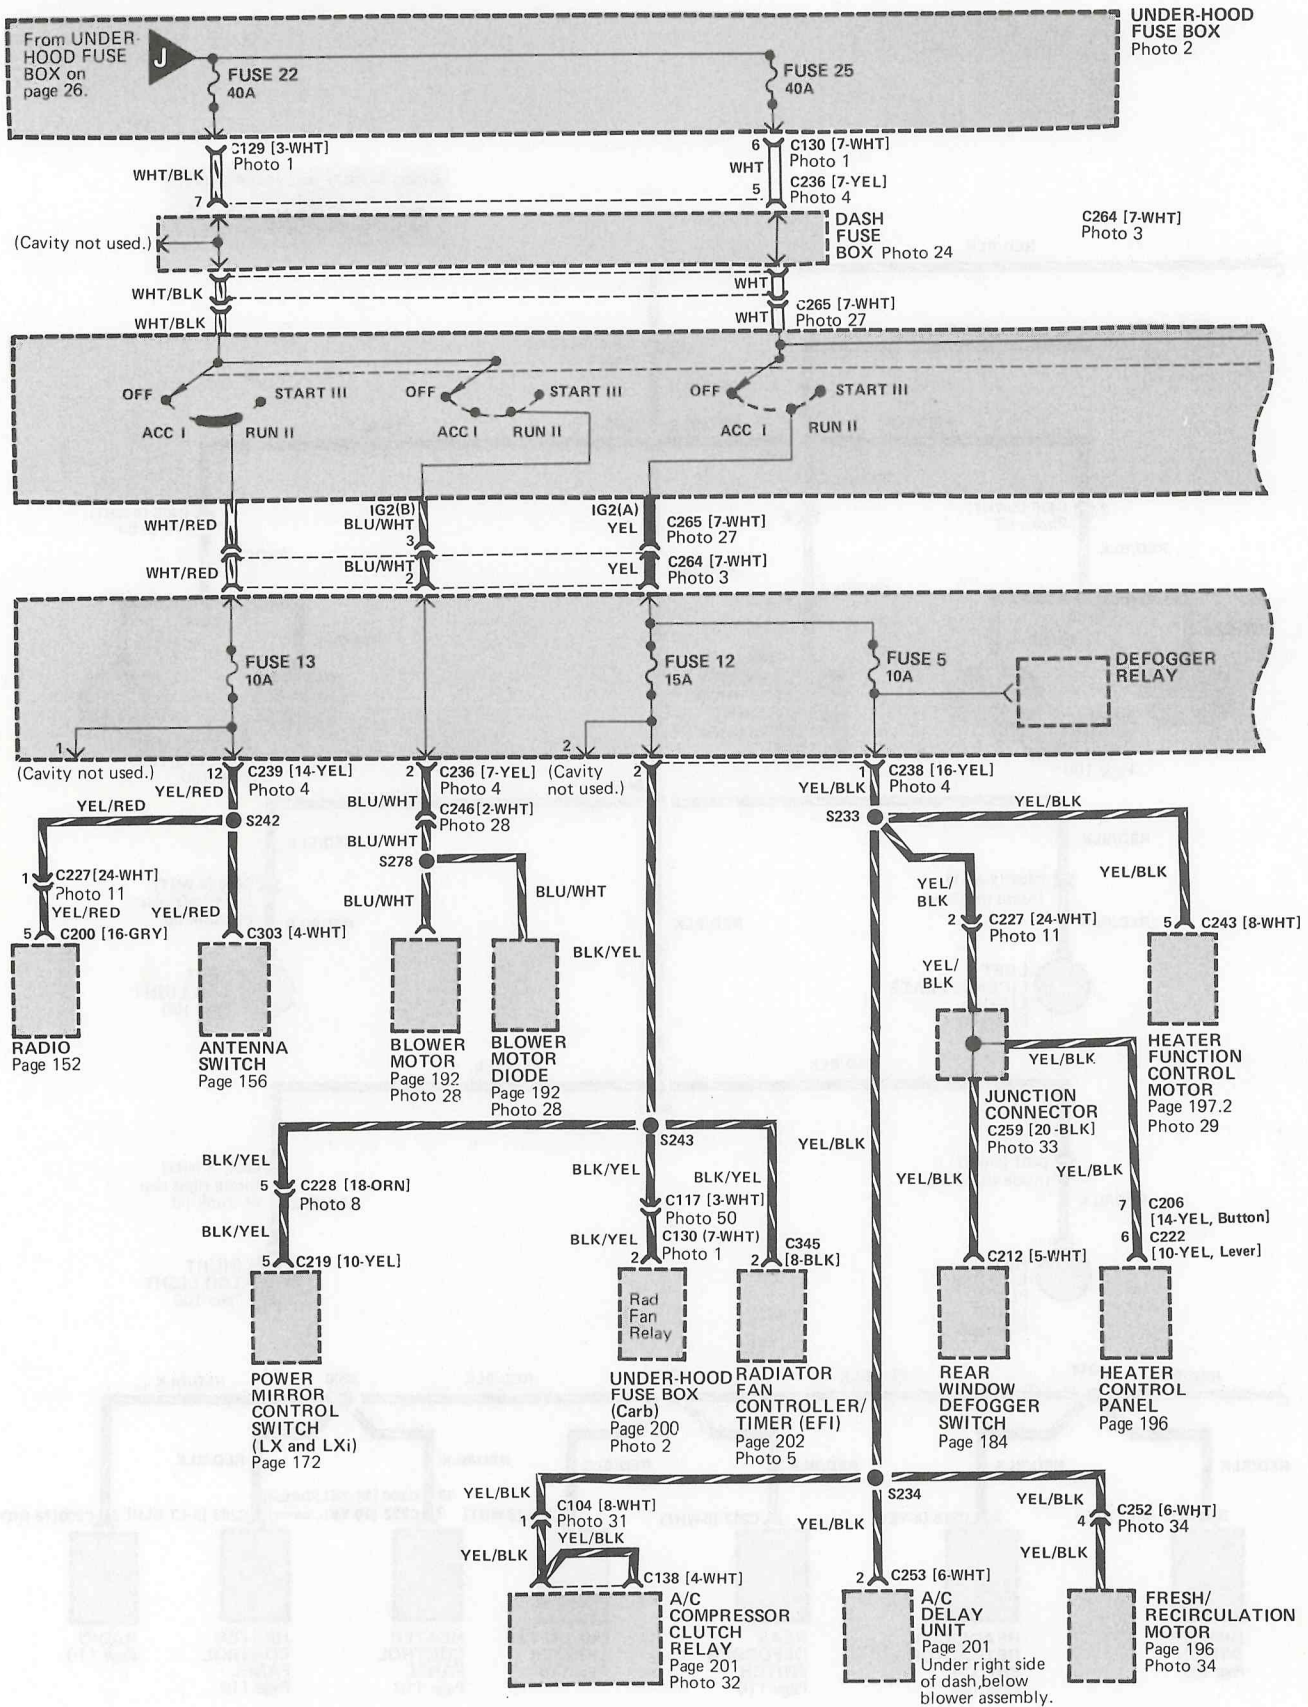 UNDER-HOOD
FUSE BOX
Photo 2
From UNDER-
HOOD FUSE
BOX on
page 26.
J
FUSE 22
40A
FUSE 25
40A
C129 [3-WHT]
Photo 1
WHT/BLK
7
6
C130 [7-WHT]
Photo 1
WHT
5
C236 [7-YEL]
Photo 4
(Cavity not used.)
DASH
FUSE
BOX Photo 24
C264 [7-WHT]
Photo 3
WHT/BLK
WHT
WHT/BLK
WHT
C265 [7-WHT]
Photo 27
OFF
START III
ACC I
RUN II
OFF
START III
ACC I
RUN II
OFF
START III
ACC I
RUN II
WHT/RED
IG2(B)
BLU/WHT
3
IG2(A)
YEL
C265 [7-WHT]
Photo 27
WHT/RED
BLU/WHT
2
YEL
C264 [7-WHT]
Photo 3
FUSE 13
10A
FUSE 12
15A
FUSE 5
10A
DEFOGGER
RELAY
1
(Cavity not used.)
12
C239 [14-YEL]
Photo 4
2
C236 [7-YEL]
Photo 4
2
(Cavity
not used.)
2
1
C238 [16-YEL]
Photo 4
YEL/RED
YEL/RED
S242
BLU/WHT
C246[2-WHT]
Photo 28
BLU/WHT
S278
YEL/BLK
S233
YEL/BLK
1
C227[24-WHT]
Photo 11
YEL/RED
YEL/RED
5
C200 [16-GRY]
C303 [4-WHT]
BLU/WHT
BLU/WHT
BLK/YEL
YEL/
BLK
2
C227 [24-WHT]
Photo 11
YEL/
BLK
YEL/BLK
5
C243 [8-WHT]
RADIO
Page 152
ANTENNA
SWITCH
Page 156
BLOWER
MOTOR
Page 192
Photo 28
BLOWER
MOTOR
DIODE
Page 192
Photo 28
YEL/BLK
JUNCTION
CONNECTOR
C259 [20-BLK]
Photo 33
HEATER
FUNCTION
CONTROL
MOTOR
Page 197.2
Photo 29
S243
YEL/BLK
BLK/YEL
5
C228 [18-ORN]
Photo 8
BLK/YEL
5
C219 [10-YEL]
BLK/YEL
BLK/YEL
C117 [3-WHT]
Photo 50
BLK/YEL
C130 (7-WHT)
Photo 1
2
2
C345
[8-BLK]
YEL/BLK
YEL/BLK
C212 [5-WHT]
7
C206
[14-YEL, Button]
6
C222
[10-YEL, Lever]
Rad
Fan
Relay
POWER
MIRROR
CONTROL
SWITCH
(LX and LXi)
Page 172
UNDER-HOOD
FUSE BOX
(Carb)
Page 200
Photo 2
RADIATOR
FAN
CONTROLLER/
TIMER (EFI)
Page 202
Photo 5
REAR
WINDOW
DEFOGGER
SWITCH
Page 184
HEATER
CONTROL
PANEL
Page 196
S234
YEL/BLK
1
C104 [8-WHT]
Photo 31
YEL/BLK
YEL/BLK
C138 [4-WHT]
YEL/BLK
2
C253 [6-WHT]
YEL/BLK
4
C252 [6-WHT]
Photo 34
YEL/BLK
A/C
COMPRESSOR
CLUTCH
RELAY
Page 201
Photo 32
A/C
DELAY
UNIT
Page 201
Under right side
of dash,below
blower assembly.
FRESH/
RECIRCULATION
MOTOR
Page 196
Photo 34